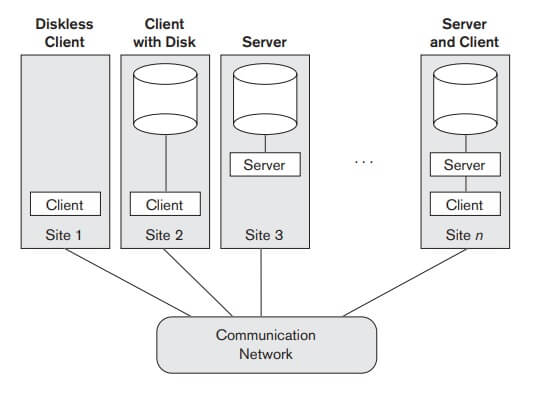 Diskless
Client
Client
with Disk
Server
Server
and Client
Client
Site 1
Client
Site 2
Server
Site 3
. . .
Server
Client
Site n
Communication
Network